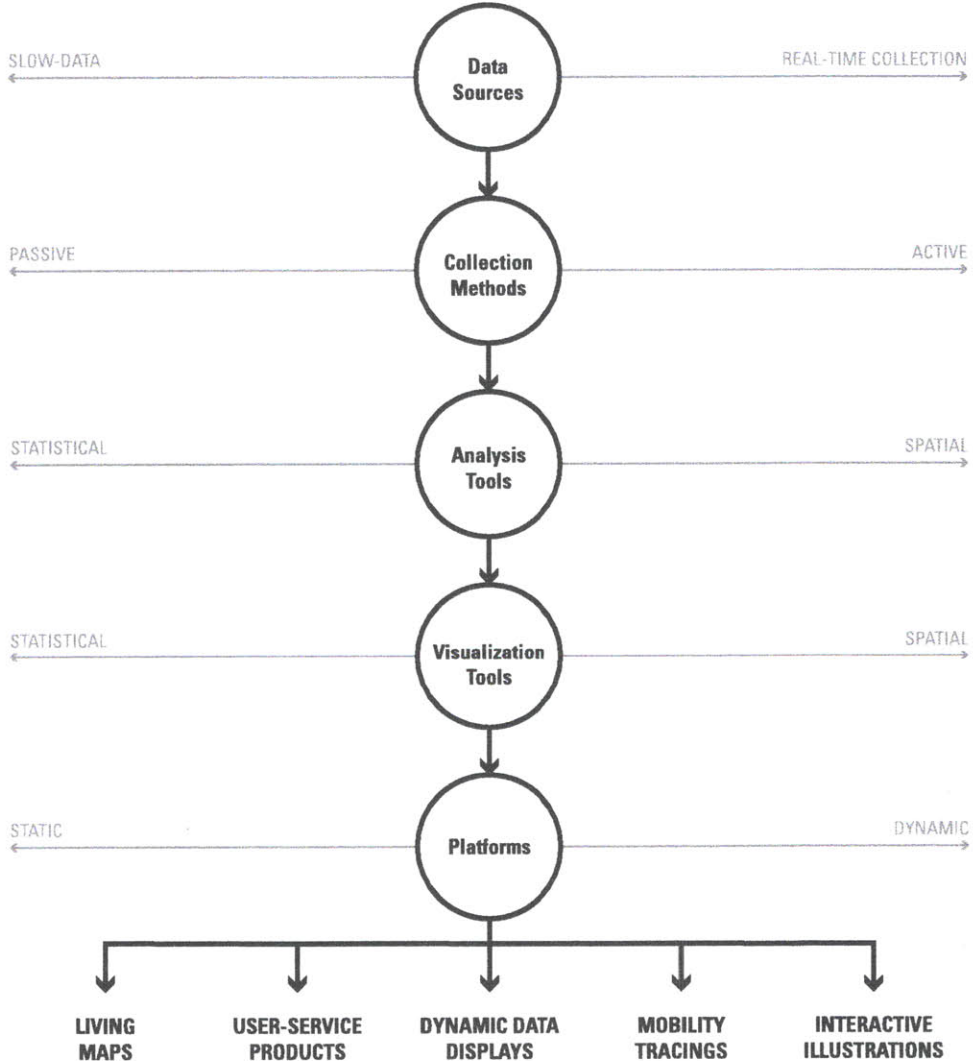 Data
Sources
SLOW-DATA
REAL-TIME COLLECTION
Collection
Methods
PASSIVE
ACTIVE
Analysis
Tools
STATISTICAL
SPATIAL
Visualization
Tools
STATISTICAL
SPATIAL
Platforms
STATIC
DYNAMIC
LIVING
MAPS
USER-SERVICE
PRODUCTS
DYNAMIC DATA
DISPLAYS
MOBILITY
TRACINGS
INTERACTIVE
ILLUSTRATIONS